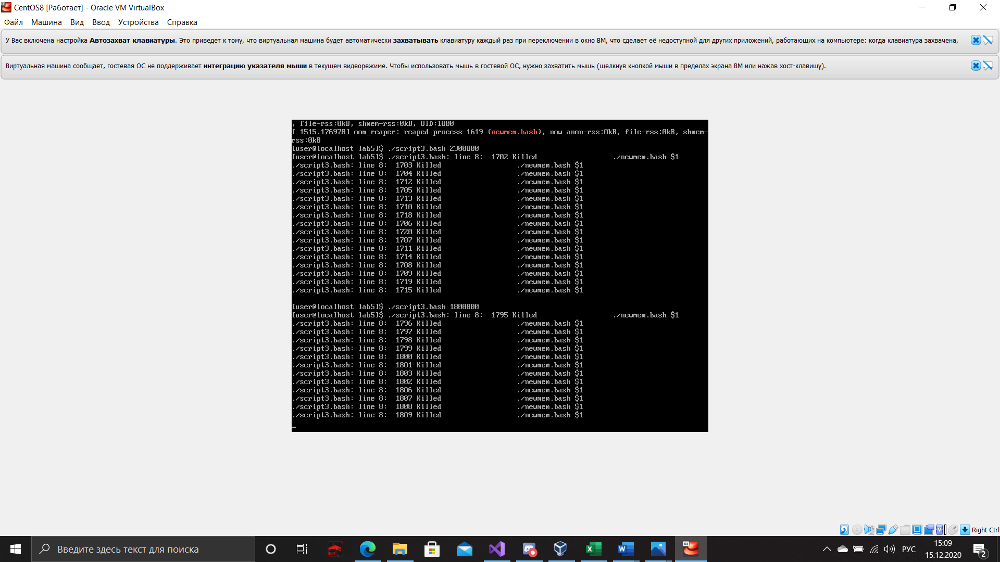 CentOS8 [Работает] - Oracle VM VirtualBox
Файл Машина Вид Ввод Устройства Справка
У Вас включена настройка Автозахват клавиатуры. Это приведет к тому, что виртуальная машина будет автоматически захватывать клавиатуру каждый раз при переключении в окно ВМ, что сделает её недоступной для других приложений, работающих на компьютере: когда клавиатура захвачена,
Виртуальная машина сообщает, гостевая ОС не поддерживает интеграцию указателя мыши в текущем видеорежиме. Чтобы использовать мышь в гостевой ОС, нужно захватить мышь (щелкнув кнопкой мыши в пределах экрана ВМ или нажав хост-клавишу).
, file-rss:0kB, shmem-rss:0kB, UID:1000
[ 1515.176970] oom_reaper: reaped process 1619 (newmem.bash), now anon-rss:0kB, file-rss:0kB, shmem-
rss:0kB
[user@localhost lab5]$ ./script3.bash 2300000
[user@localhost lab5]$ ./script3.bash: line 8: 1702 Killed ./newmem.bash $1
./script3.bash: line 8: 1703 Killed ./newmem.bash $1
./script3.bash: line 8: 1704 Killed ./newmem.bash $1
./script3.bash: line 8: 1712 Killed ./newmem.bash $1
./script3.bash: line 8: 1705 Killed ./newmem.bash $1
./script3.bash: line 8: 1713 Killed ./newmem.bash $1
./script3.bash: line 8: 1710 Killed ./newmem.bash $1
./script3.bash: line 8: 1718 Killed ./newmem.bash $1
./script3.bash: line 8: 1706 Killed ./newmem.bash $1
./script3.bash: line 8: 1720 Killed ./newmem.bash $1
./script3.bash: line 8: 1707 Killed ./newmem.bash $1
./script3.bash: line 8: 1711 Killed ./newmem.bash $1
./script3.bash: line 8: 1714 Killed ./newmem.bash $1
./script3.bash: line 8: 1708 Killed ./newmem.bash $1
./script3.bash: line 8: 1709 Killed ./newmem.bash $1
./script3.bash: line 8: 1719 Killed ./newmem.bash $1
./script3.bash: line 8: 1715 Killed ./newmem.bash $1
[user@localhost lab5]$ ./script3.bash 1800000
[user@localhost lab5]$ ./script3.bash: line 8: 1795 Killed ./newmem.bash $1
./script3.bash: line 8: 1796 Killed ./newmem.bash $1
./script3.bash: line 8: 1797 Killed ./newmem.bash $1
./script3.bash: line 8: 1798 Killed ./newmem.bash $1
./script3.bash: line 8: 1799 Killed ./newmem.bash $1
./script3.bash: line 8: 1800 Killed ./newmem.bash $1
./script3.bash: line 8: 1801 Killed ./newmem.bash $1
./script3.bash: line 8: 1803 Killed ./newmem.bash $1
./script3.bash: line 8: 1802 Killed ./newmem.bash $1
./script3.bash: line 8: 1806 Killed ./newmem.bash $1
./script3.bash: line 8: 1807 Killed ./newmem.bash $1
./script3.bash: line 8: 1808 Killed ./newmem.bash $1
./script3.bash: line 8: 1809 Killed ./newmem.bash $1
Right Ctrl
Введите здесь текст для поиска
РУС
15:09
15.12.2020
2